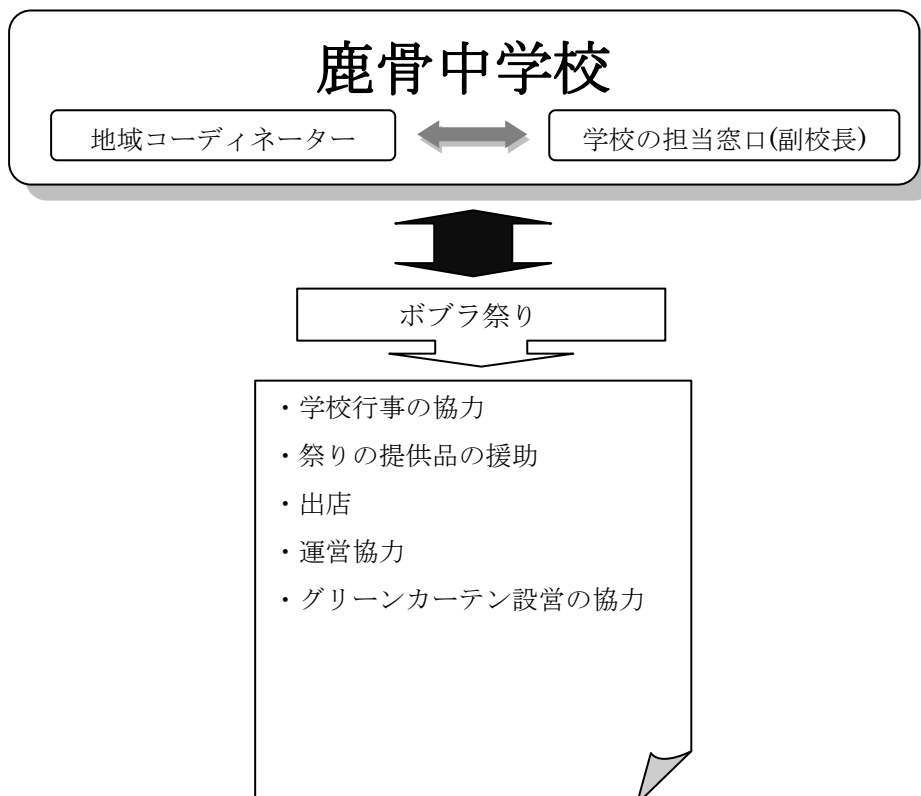 鹿骨中学校
地域コーディネーター
学校の担当窓口(副校長)
ボブラ祭り
・学校行事の協力
・祭りの提供品の援助
・出店
・運営協力
・グリーンカーテン設営の協力